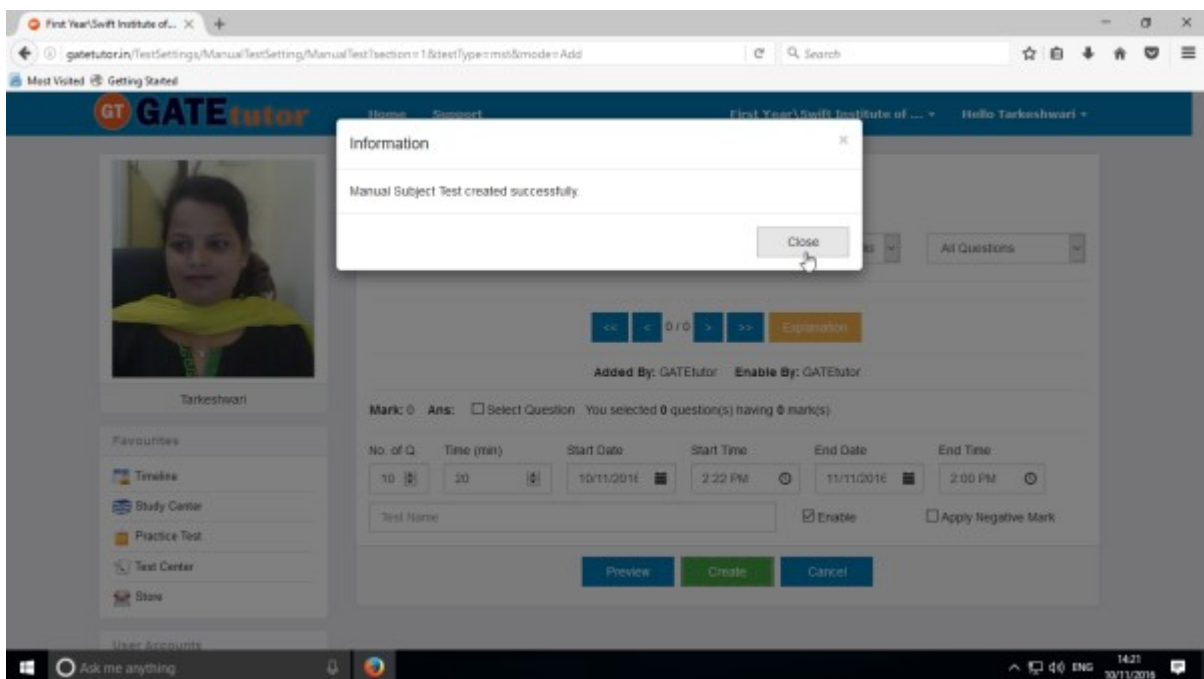 First Year\Swift Institute of...
gatetutor.in/TestSettings/ManualTestSetting/ManualTest?section=1&testType=mst&mode=Add
Search
Most Visited Getting Started
GT GATEtutor
Home Support First Year\Swift Institute of .... Hello Tarkeshwari
Information
Manual Subject Test created successfully.
Close
All Questions
<< < 0 / 0 > >> Explanation
Added By: GATEtutor Enable By: GATEtutor
Tarkeshwari
Mark: 0 Ans: Select Question You selected 0 question(s) having 0 mark(s)
Favourites
No. of Q. Time (min) Start Date Start Time End Date End Time
Timeline
10 20 10/11/2016 2:22 PM 11/11/2016 2:00 PM
Study Center
Test Name Enable Apply Negative Mark
Practice Test
Test Center
Preview Create Cancel
Store
User Accounts
Ask me anything
ENG 14:21
10/11/2016